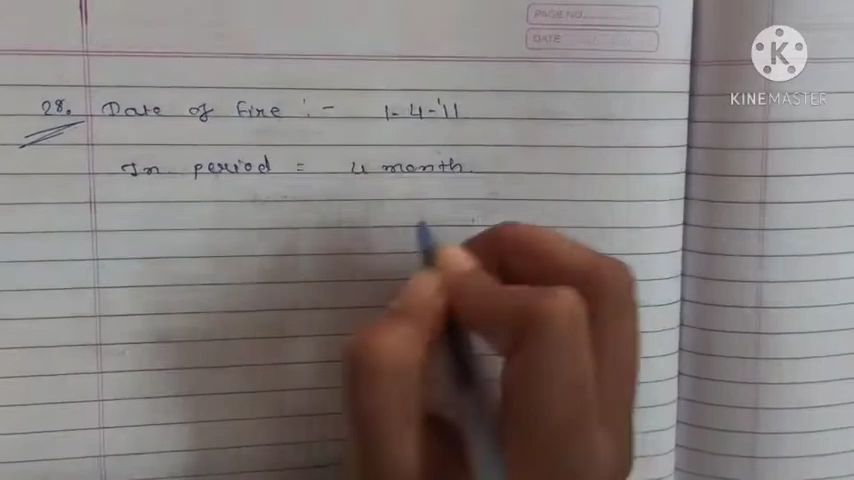 PAGE NO.
DATE
KINEMASTER
28. Date of Fire :- 1-4-'11
In period = 4 month.